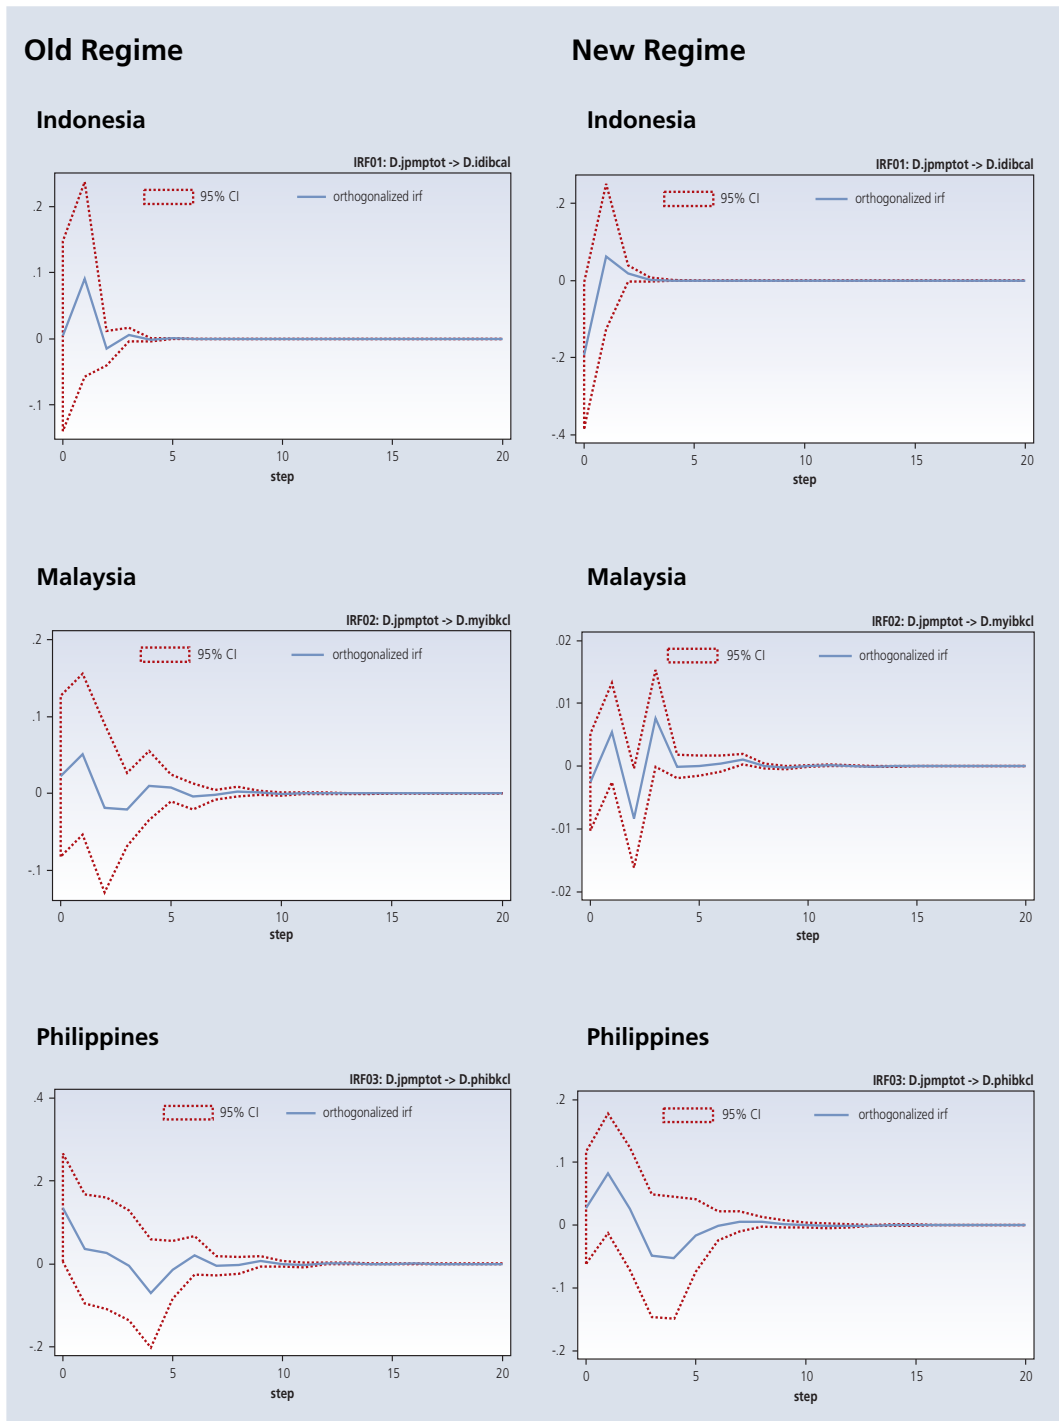 Old Regime
New Regime
Indonesia
Indonesia
IRF01: D.jpmptot -> D.idibcal
95% CI
orthogonalized irf
.2
.1
0
-.1
0 5 10 15 20
step
IRF01: D.jpmptot -> D.idibcal
95% CI
orthogonalized irf
.2
0
-.2
-.4
0 5 10 15 20
step
Malaysia
Malaysia
IRF02: D.jpmptot -> D.myibkcl
95% CI
orthogonalized irf
.2
.1
0
-.1
0 5 10 15 20
step
IRF02: D.jpmptot -> D.myibkcl
95% CI
orthogonalized irf
.02
.01
0
-.01
-.02
0 5 10 15 20
step
Philippines
Philippines
IRF03: D.jpmptot -> D.phibkcl
95% CI
orthogonalized irf
.4
.2
0
-.2
0 5 10 15 20
step
IRF03: D.jpmptot -> D.phibkcl
95% CI
orthogonalized irf
.2
.1
0
-.1
-.2
0 5 10 15 20
step